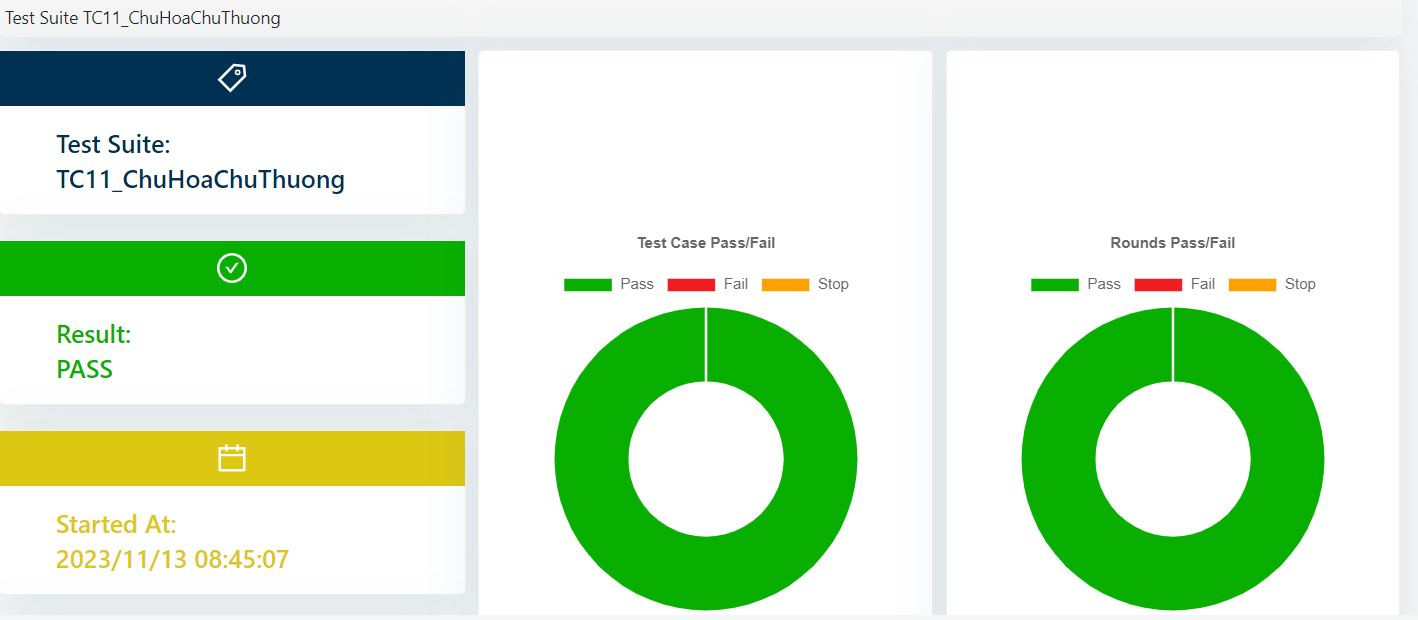 Test Suite TC11_ChuHoaChuThuong
Test Suite:
TC11_ChuHoaChuThuong
Result:
PASS
Started At:
2023/11/13 08:45:07
Test Case Pass/Fail
Pass Fail Stop
Rounds Pass/Fail
Pass Fail Stop